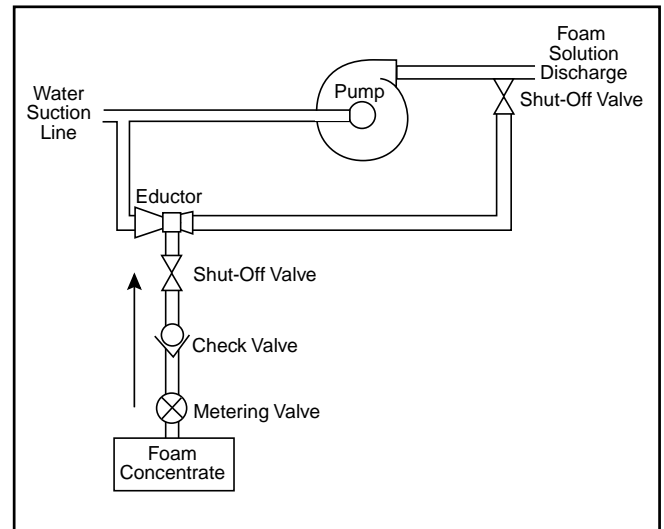 Foam
Solution
Discharge
Water
Suction
Line
Pump
Shut-Off Valve
Eductor
Shut-Off Valve
Check Valve
Metering Valve
Foam
Concentrate